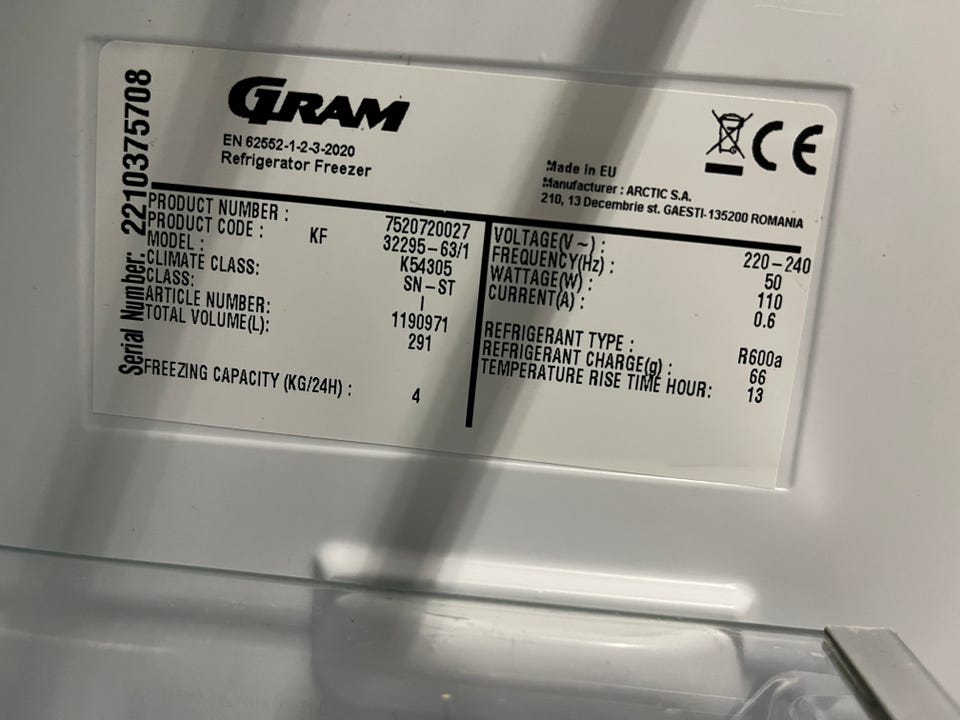 Serial Number: 2210375708
GRAM
EN 62552-1-2-3-2020
Refrigerator Freezer
Made in EU
Manufacturer : ARCTIC S.A.
210, 13 Decembrie st. GAESTI-135200 ROMANIA
CE
PRODUCT NUMBER : 7520720027
PRODUCT CODE : KF 32295-63/1
MODEL : K54305
CLIMATE CLASS: SN-ST
CLASS: I
ARTICLE NUMBER: 1190971
TOTAL VOLUME(L): 291
FREEZING CAPACITY (KG/24H) : 4
VOLTAGE(V ~) : 220-240
FREQUENCY(Hz) : 50
WATTAGE(W) : 110
CURRENT(A) : 0.6
REFRIGERANT TYPE : R600a
REFRIGERANT CHARGE(g) : 66
TEMPERATURE RISE TIME HOUR: 13